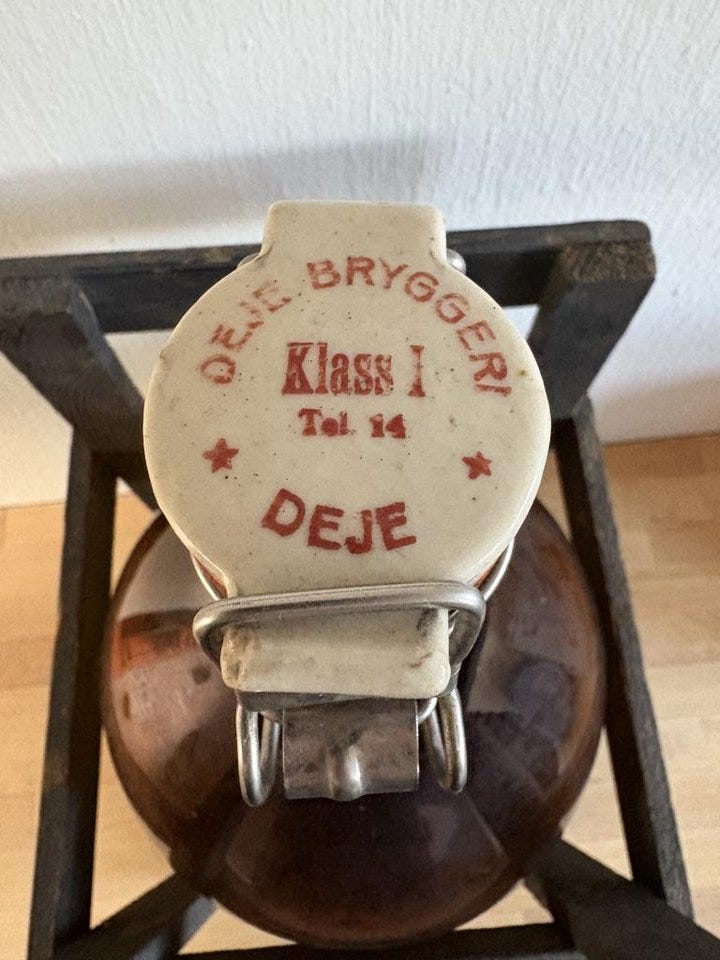 DEJE BRYGGERI
Klass I
Tel. 14
DEJE